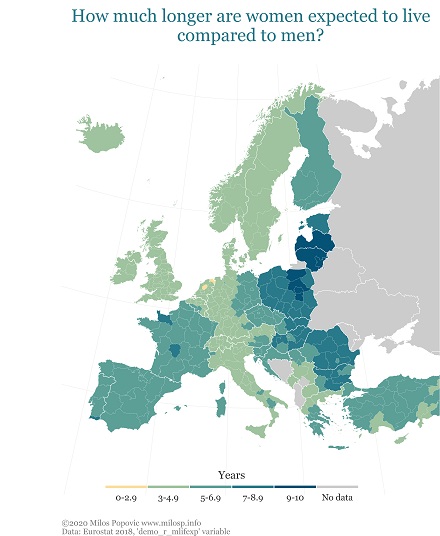 How much longer are women expected to live
compared to men?
Years
0-2.9 3-4.9 5-6.9 7-8.9 9-10 No data
©2020 Milos Popovic www.milosp.info
Data: Eurostat 2018, 'demo_r_mlifexp' variable